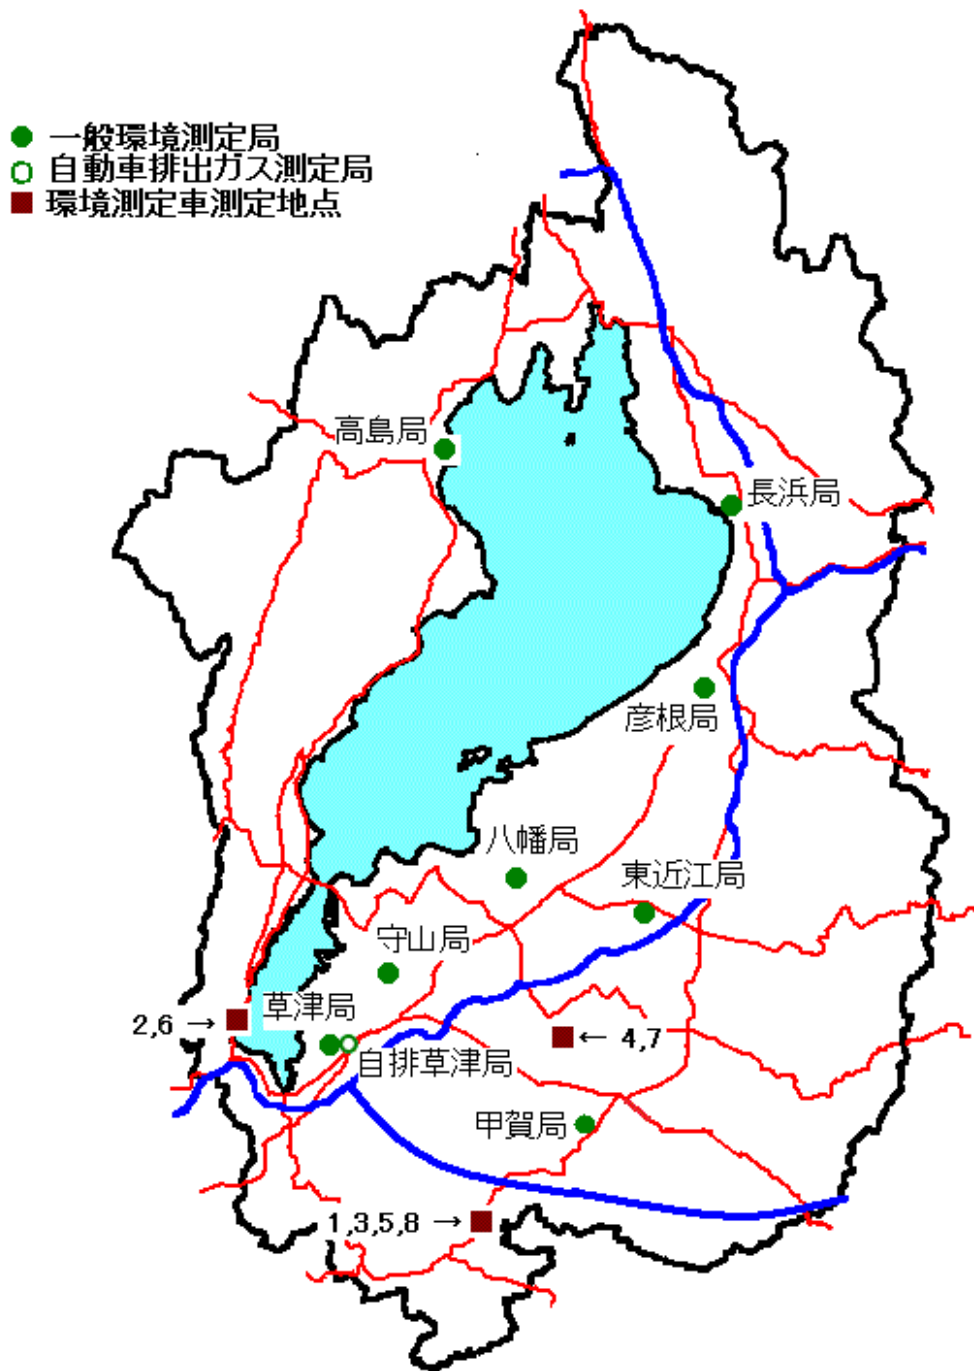 一般環境測定局
自動車排出ガス測定局
環境測定車測定地点
高島局
長浜局
彦根局
八幡局
東近江局
守山局
草津局
2,6 →
← 4,7
自排草津局
甲賀局
1,3,5,8 →